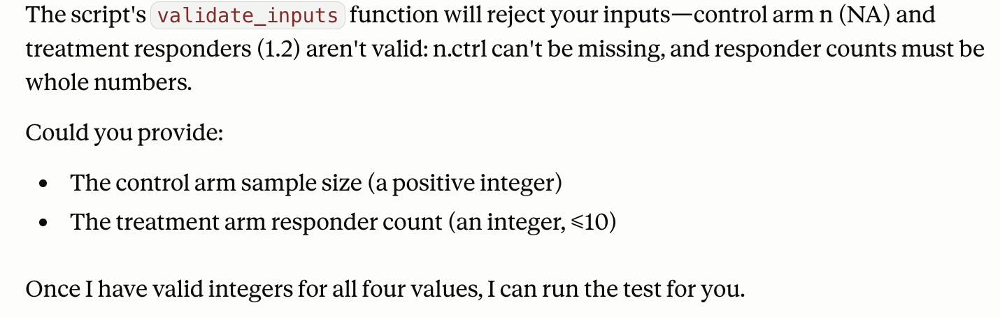 The script's validate_inputs function will reject your inputs—control arm n (NA) and
treatment responders (1.2) aren't valid: n.ctrl can't be missing, and responder counts must be
whole numbers.
Could you provide:
• The control arm sample size (a positive integer)
• The treatment arm responder count (an integer, ≤10)
Once I have valid integers for all four values, I can run the test for you.